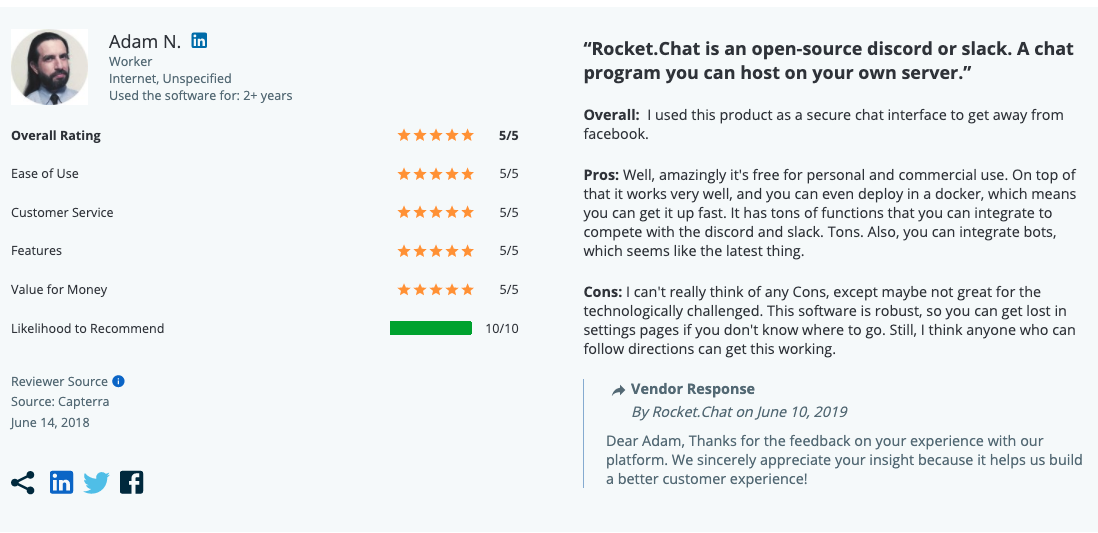 Adam N.
Worker
Internet, Unspecified
Used the software for: 2+ years
Overall Rating 5/5
Ease of Use 5/5
Customer Service 5/5
Features 5/5
Value for Money 5/5
Likelihood to Recommend 10/10
Reviewer Source
Source: Capterra
June 14, 2018
“Rocket.Chat is an open-source discord or slack. A chat
program you can host on your own server.”
Overall: I used this product as a secure chat interface to get away from
facebook.
Pros: Well, amazingly it's free for personal and commercial use. On top of
that it works very well, and you can even deploy in a docker, which means
you can get it up fast. It has tons of functions that you can integrate to
compete with the discord and slack. Tons. Also, you can integrate bots,
which seems like the latest thing.
Cons: I can't really think of any Cons, except maybe not great for the
technologically challenged. This software is robust, so you can get lost in
settings pages if you don't know where to go. Still, I think anyone who can
follow directions can get this working.
Vendor Response
By Rocket.Chat on June 10, 2019
Dear Adam, Thanks for the feedback on your experience with our
platform. We sincerely appreciate your insight because it helps us build
a better customer experience!